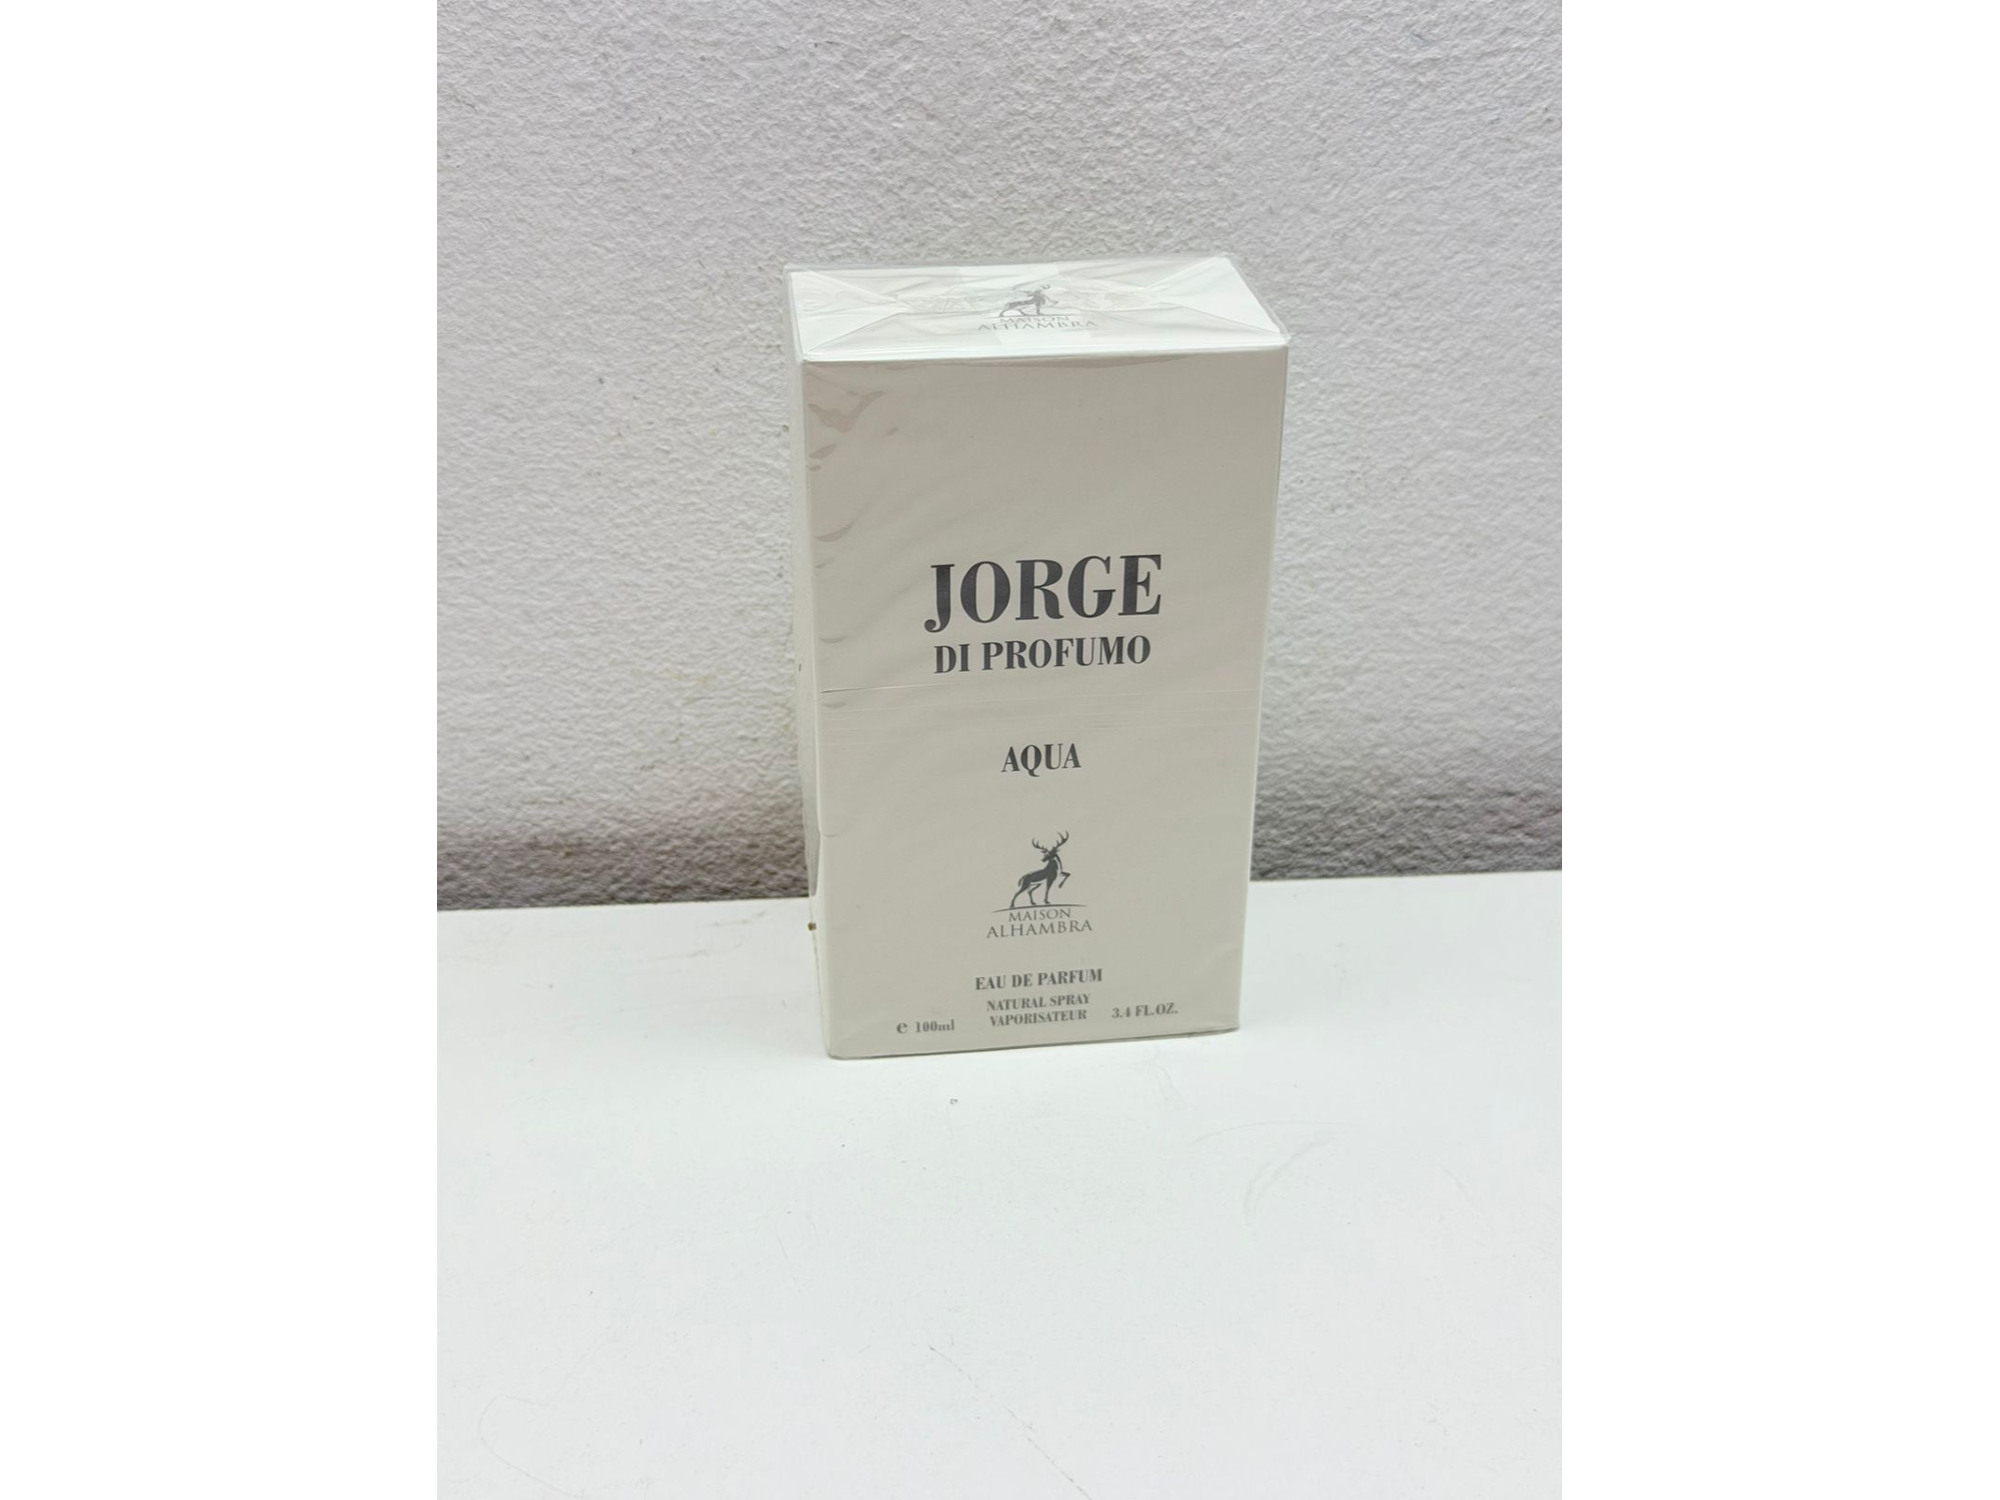 MAISON
ALHAMBRA
JORGE
DI PROFUMO
AQUA
MAISON
ALHAMBRA
EAU DE PARFUM
NATURAL SPRAY
e 100ml VAPORISATEUR 3.4 FL.OZ.